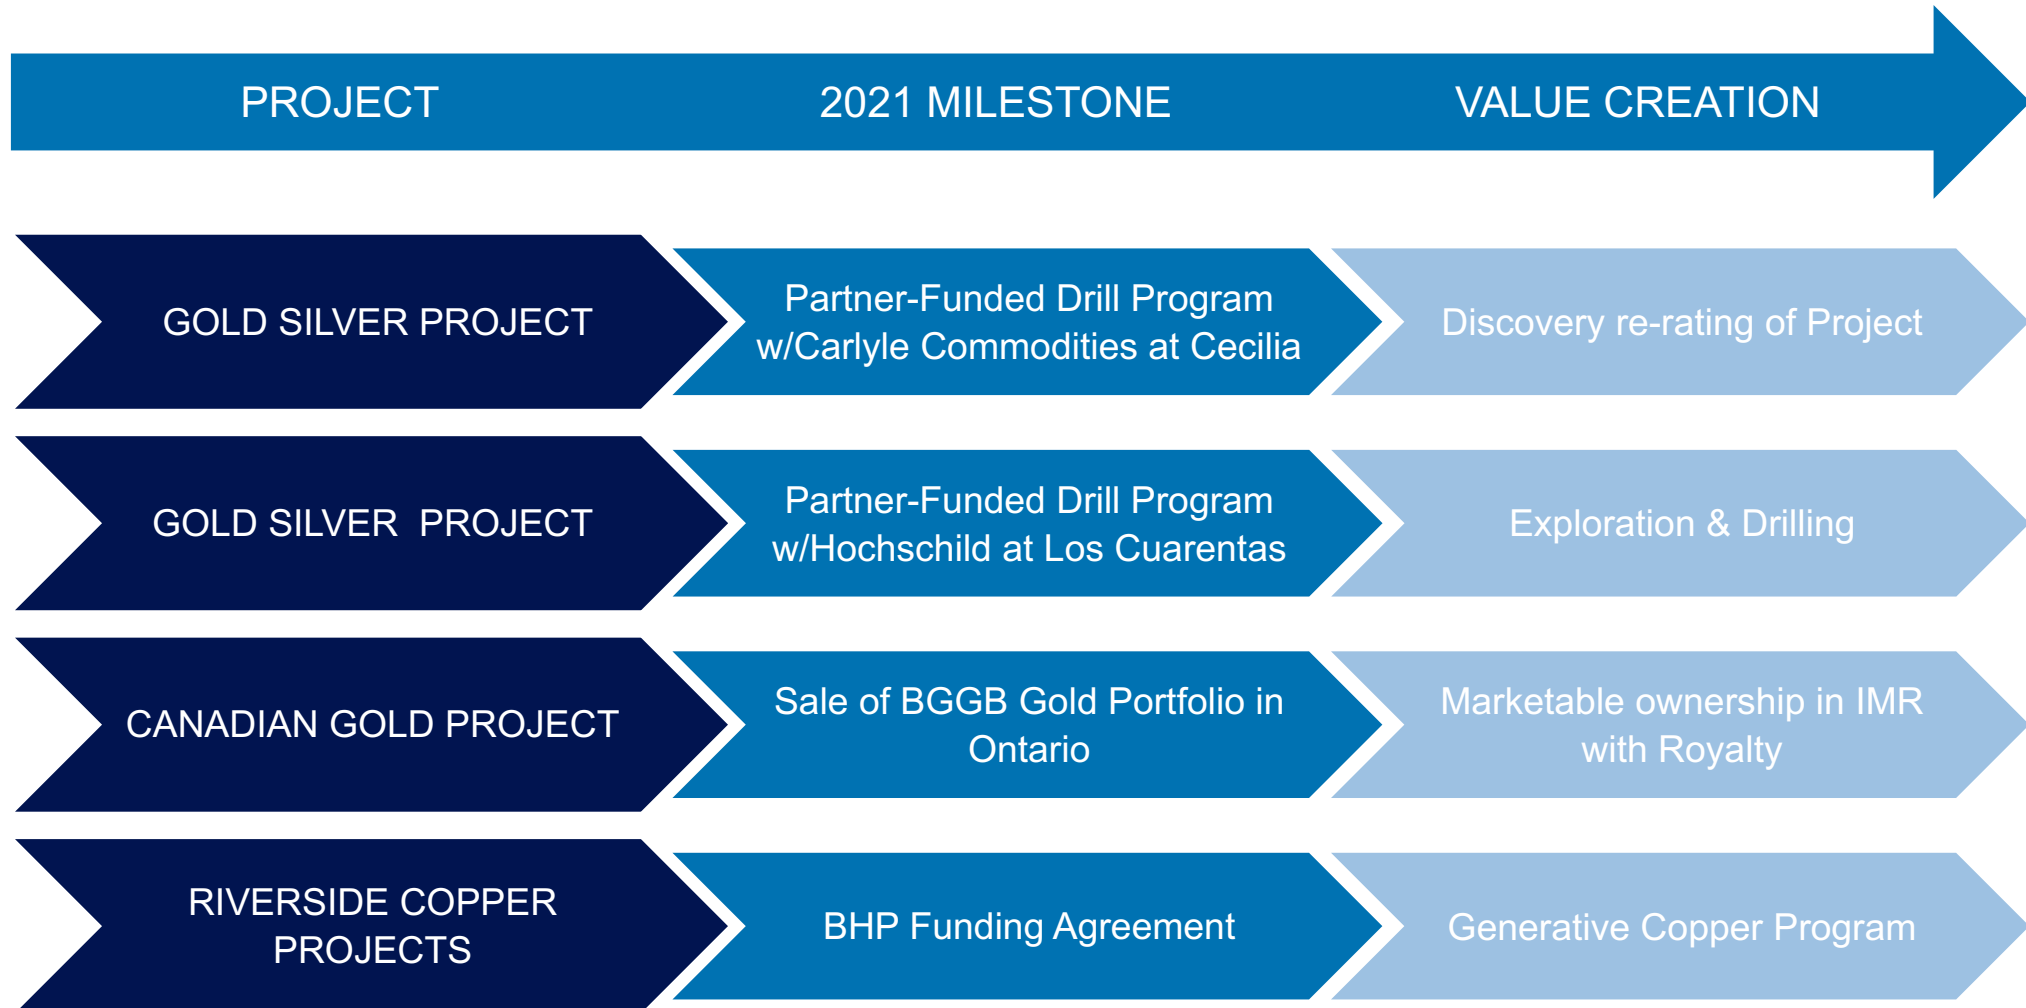 PROJECT 2021 MILESTONE VALUE CREATION
GOLD SILVER PROJECT
Partner-Funded Drill Program
w/Carlyle Commodities at Cecilia
Discovery re-rating of Project
GOLD SILVER PROJECT
Partner-Funded Drill Program
w/Hochschild at Los Cuarentas
Exploration & Drilling
CANADIAN GOLD PROJECT
Sale of BGGB Gold Portfolio in
Ontario
Marketable ownership in IMR
with Royalty
RIVERSIDE COPPER
PROJECTS
BHP Funding Agreement
Generative Copper Program